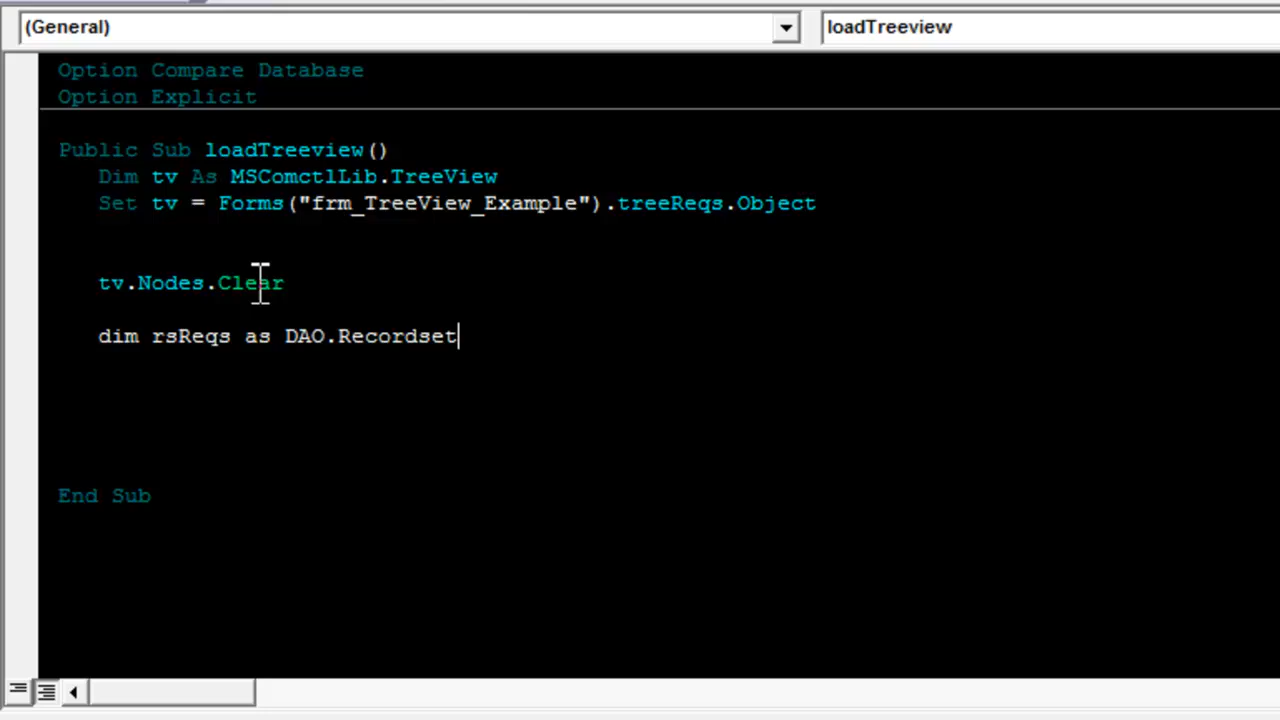 (General)
loadTreeview
Option Compare Database
Option Explicit
Public Sub loadTreeview()
Dim tv As MSComctlLib.TreeView
Set tv = Forms("frm_TreeView_Example").treeReqs.Object
tv.Nodes.Clear
dim rsReqs as DAO.Recordset
End Sub